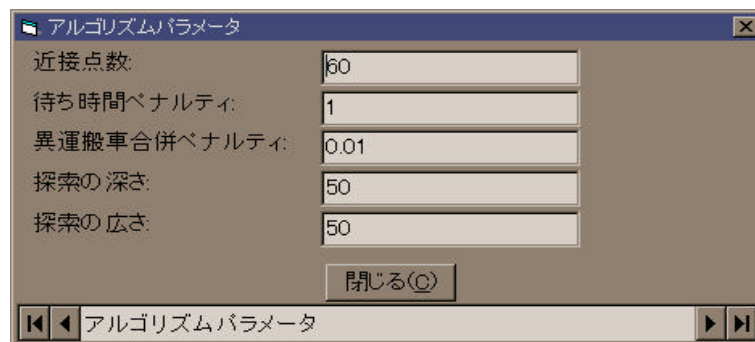 アルゴリズムパラメータ
近接点数: 60
待ち時間ペナルティ: 1
異運搬車合併ペナルティ: 0.01
探索の深さ: 50
探索の広さ: 50
閉じる(C)
アルゴリズムパラメータ